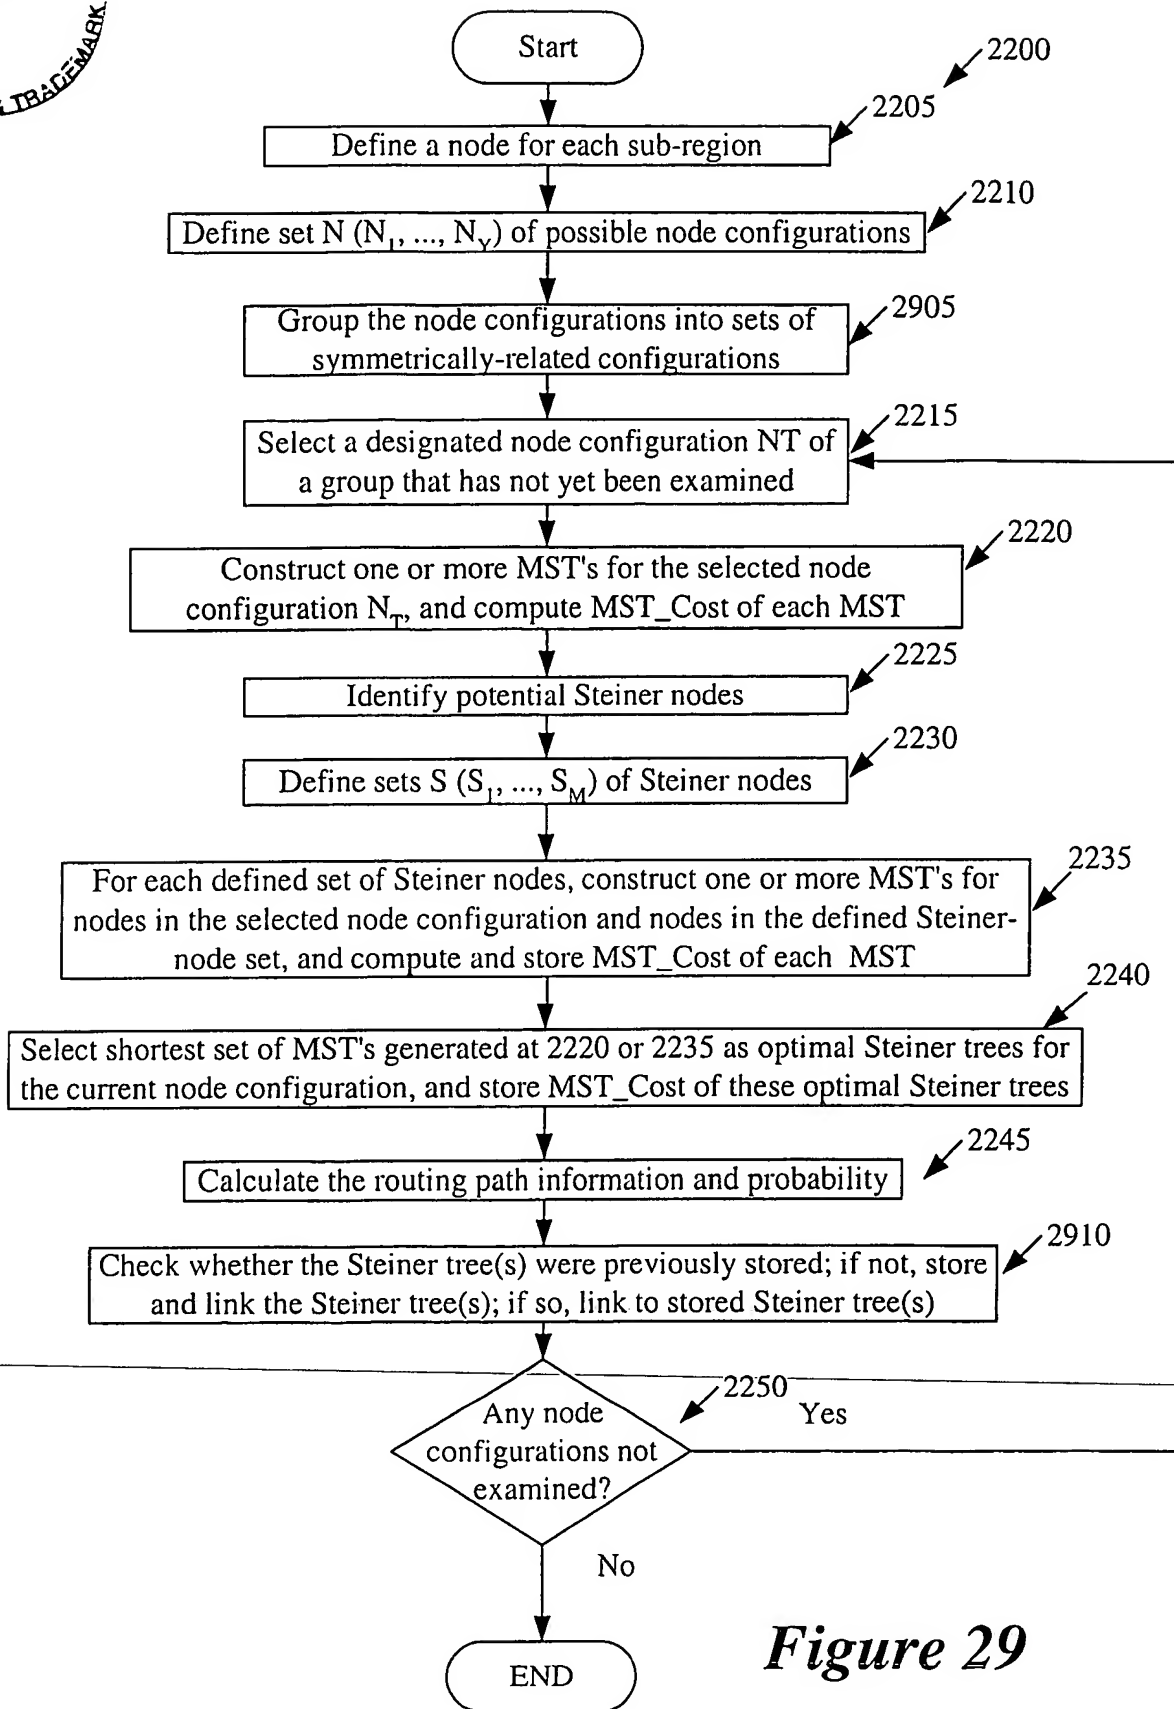 TRADEMARK
Start
2200
2205
Define a node for each sub-region
2210
Define set N (N1, ..., NY) of possible node configurations
2905
Group the node configurations into sets of
symmetrically-related configurations
2215
Select a designated node configuration NT of
a group that has not yet been examined
2220
Construct one or more MST's for the selected node
configuration NT, and compute MST_Cost of each MST
2225
Identify potential Steiner nodes
2230
Define sets S (S1, ..., SM) of Steiner nodes
2235
For each defined set of Steiner nodes, construct one or more MST's for
nodes in the selected node configuration and nodes in the defined Steiner-
node set, and compute and store MST_Cost of each MST
2240
Select shortest set of MST's generated at 2220 or 2235 as optimal Steiner trees for
the current node configuration, and store MST_Cost of these optimal Steiner trees
2245
Calculate the routing path information and probability
2910
Check whether the Steiner tree(s) were previously stored; if not, store
and link the Steiner tree(s); if so, link to stored Steiner tree(s)
2250
Any node
configurations not
examined?
Yes
No
END
Figure 29